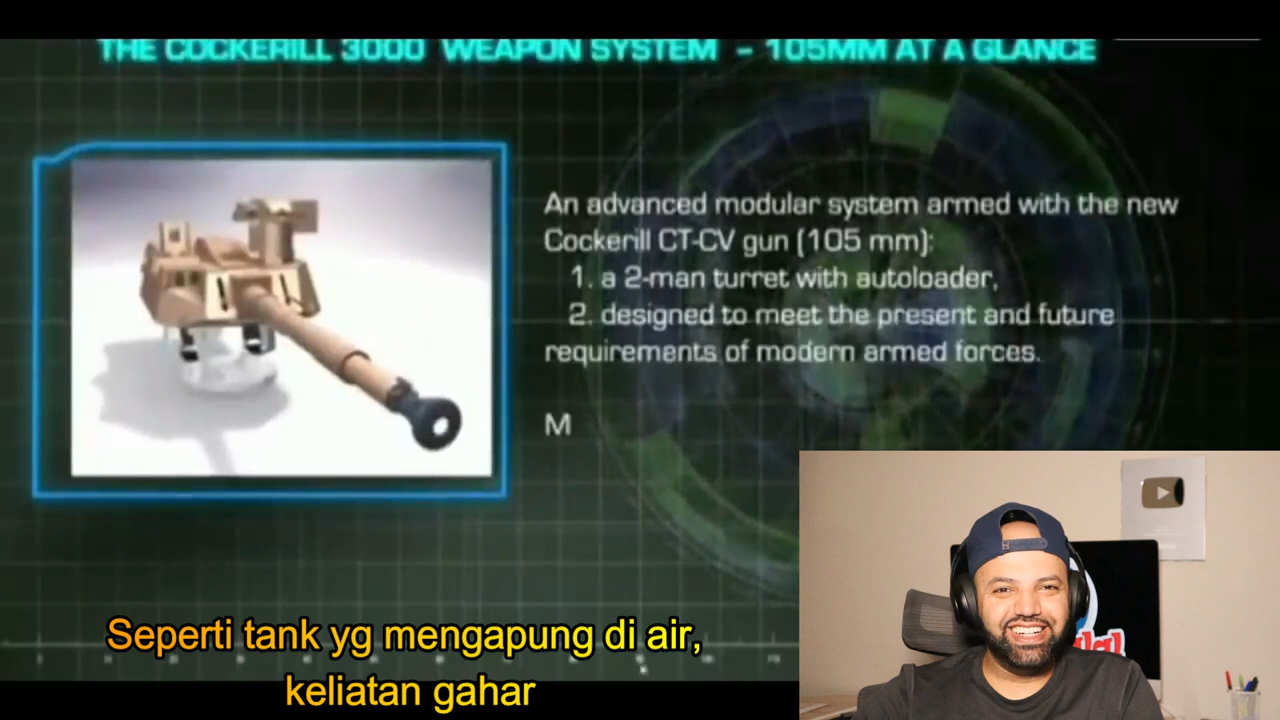 THE COCKERILL 3000 WEAPON SYSTEM - 105MM AT A GLANCE
An advanced modular system armed with the new
Cockerill CT-CV gun (105 mm):
1. a 2-man turret with autoloader,
2. designed to meet the present and future
requirements of modern armed forces.
M
Seperti tank yg mengapung di air,
keliatan gahar